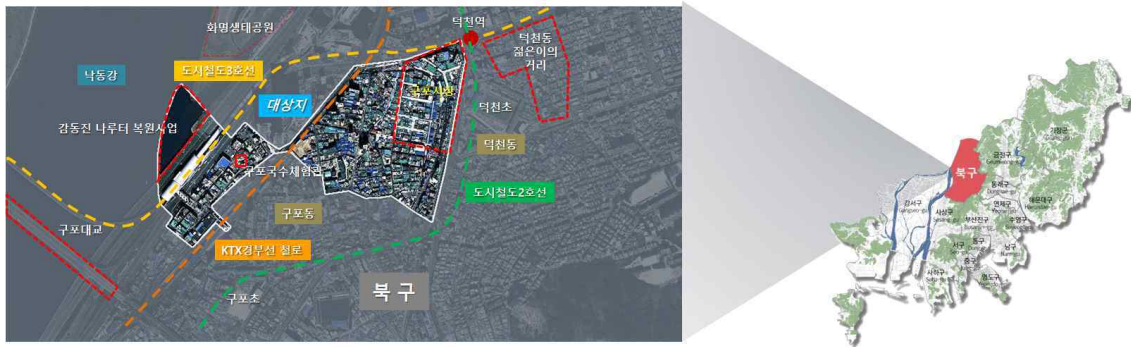 화명생태공원
덕천역
덕천동
젊은이의
거리
낙동강
도시철도3호선
대상지
구포시장
덕천초
감동진 나루터 복원사업
덕천동
구포국수체험관
도시철도2호선
구포동
구포대교
KTX경부선 철로
북구
구포초
기장군
금정구
북구
동래구
강서구
Gangseo-gu
연제구
해운대구
사상구
부산진구
수영구
동구
남구
서구
중구
사하구
영도구